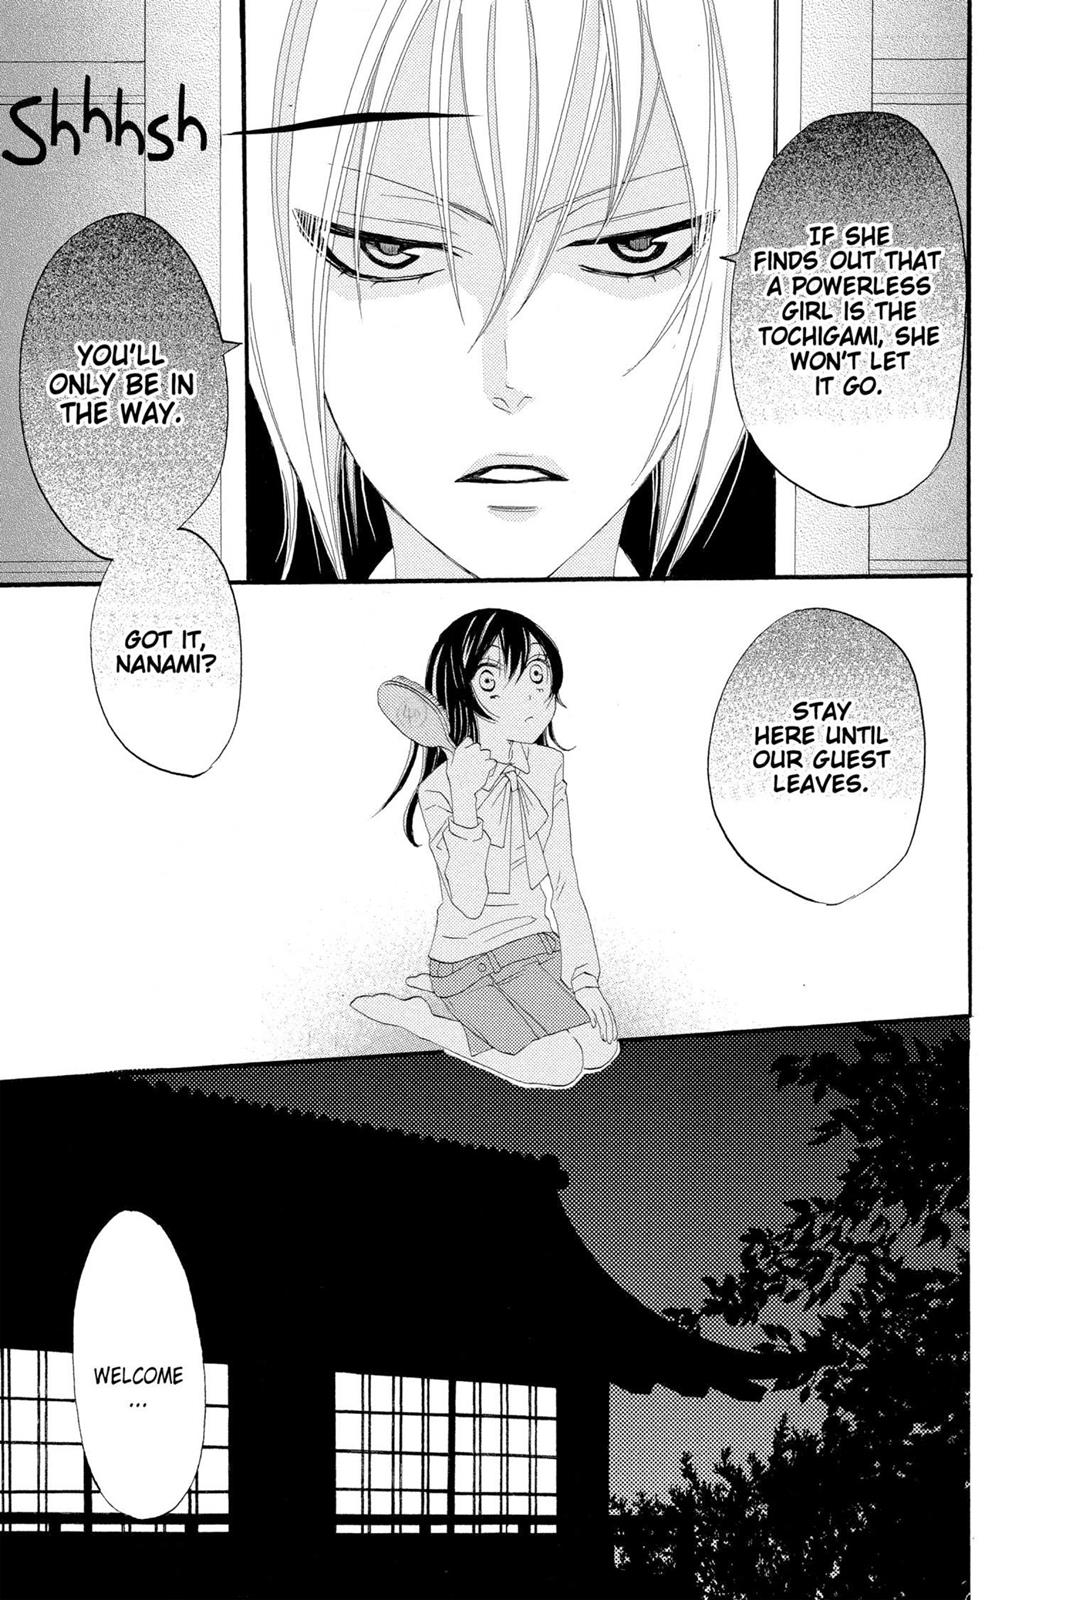 IF SHE
FINDS OUT THAT
A POWERLESS
GIRL IS THE
TOCHIGAMI, SHE
WON'T LET
IT GO.
Shhhsh
YOU'LL
ONLY BE IN
THE WAY.
STAY
HERE UNTIL
OUR GUEST
LEAVES.
GOT IT,
NANAMI?
WELCOME
...